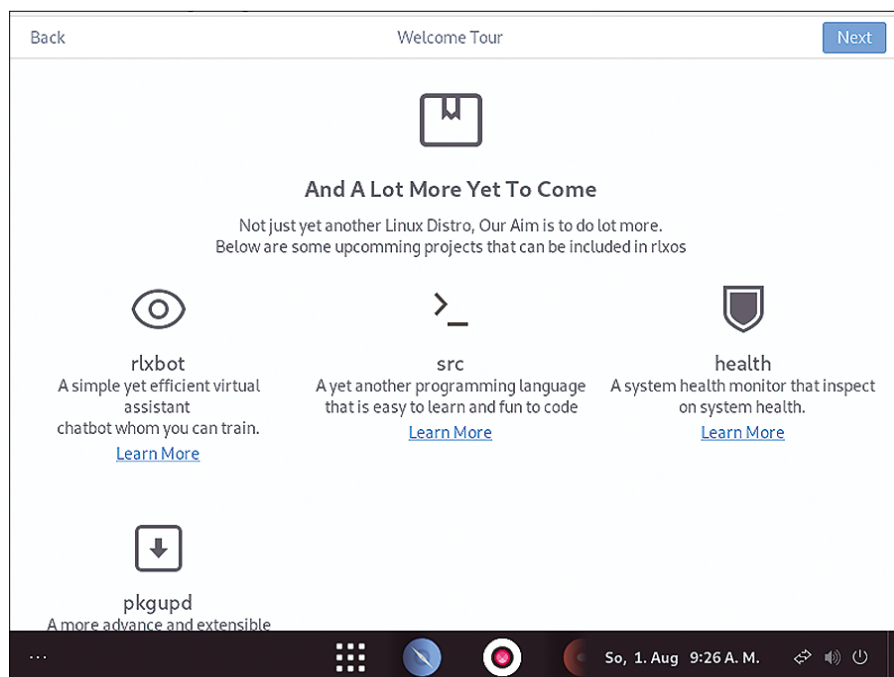 Back
Welcome Tour
Next
And A Lot More Yet To Come
Not just yet another Linux Distro, Our Aim is to do lot more.
Below are some upcomming projects that can be included in rlxos
rlxbot
A simple yet efficient virtual
assistant
chatbot whom you can train.
Learn More
src
A yet another programming language
that is easy to learn and fun to code
Learn More
health
A system health monitor that inspect
on system health.
Learn More
pkgupd
A more advance and extensible
So, 1. Aug 9:26 A. M.